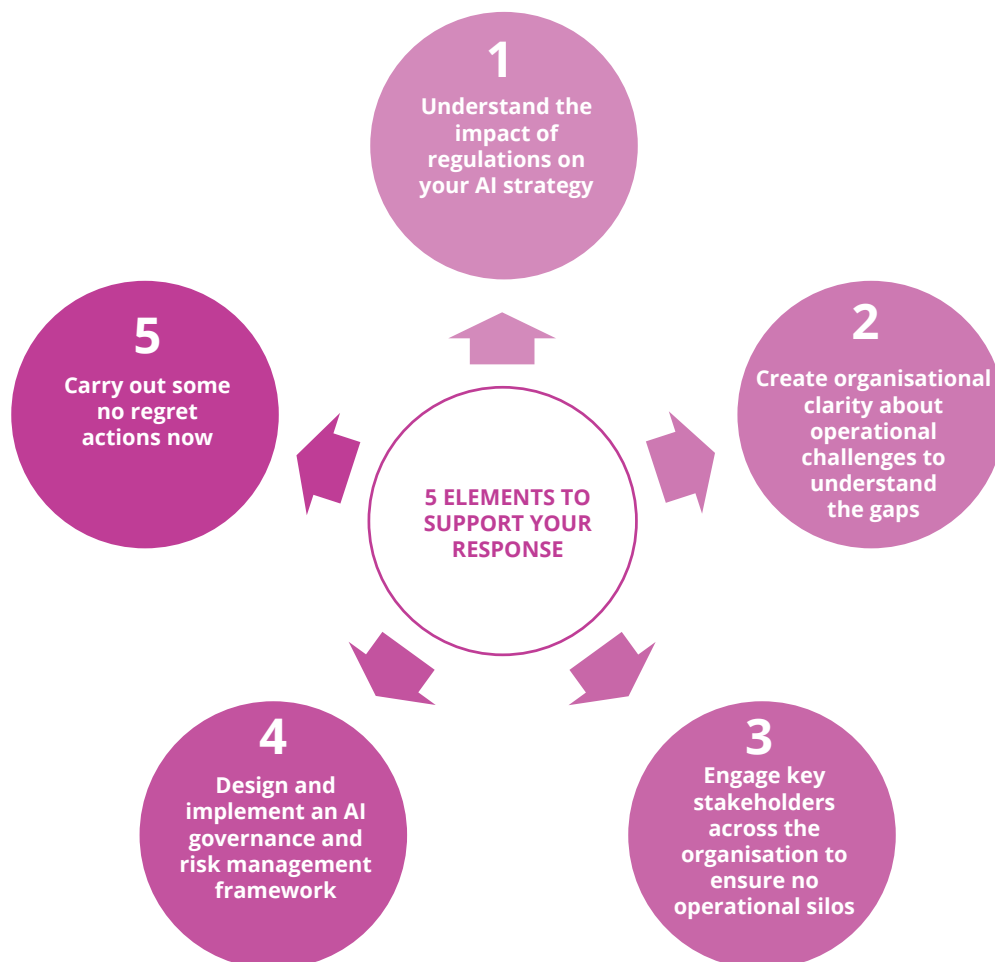 1
Understand the
impact of
regulations on
your AI strategy
2
Create organisational
clarity about
operational
challenges to
understand
the gaps
3
Engage key
stakeholders
across the
organisation to
ensure no
operational silos
4
Design and
implement an AI
governance and
risk management
framework
5
Carry out some
no regret
actions now
5 ELEMENTS TO
SUPPORT YOUR
RESPONSE